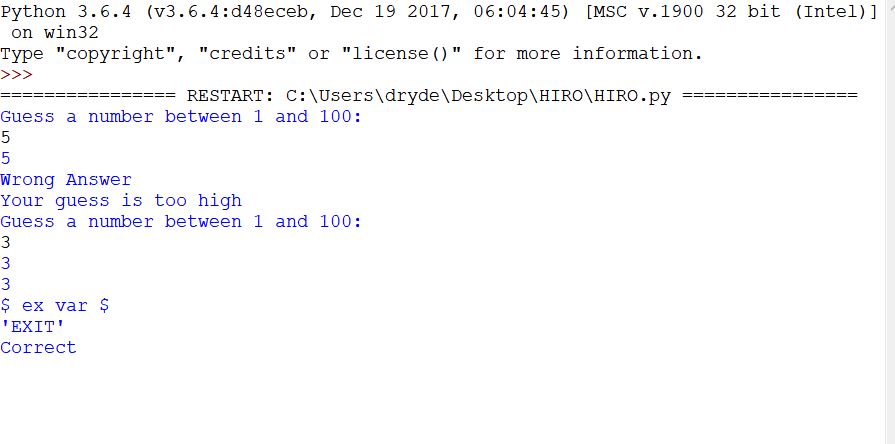 Python 3.6.4 (v3.6.4:d48eceb, Dec 19 2017, 06:04:45) [MSC v.1900 32 bit (Intel)]
 on win32
Type "copyright", "credits" or "license()" for more information.
>>>
================ RESTART: C:\Users\dryde\Desktop\HIRO\HIRO.py ================
Guess a number between 1 and 100:
5
5
Wrong Answer
Your guess is too high
Guess a number between 1 and 100:
3
3
3
$ ex var $
'EXIT'
Correct